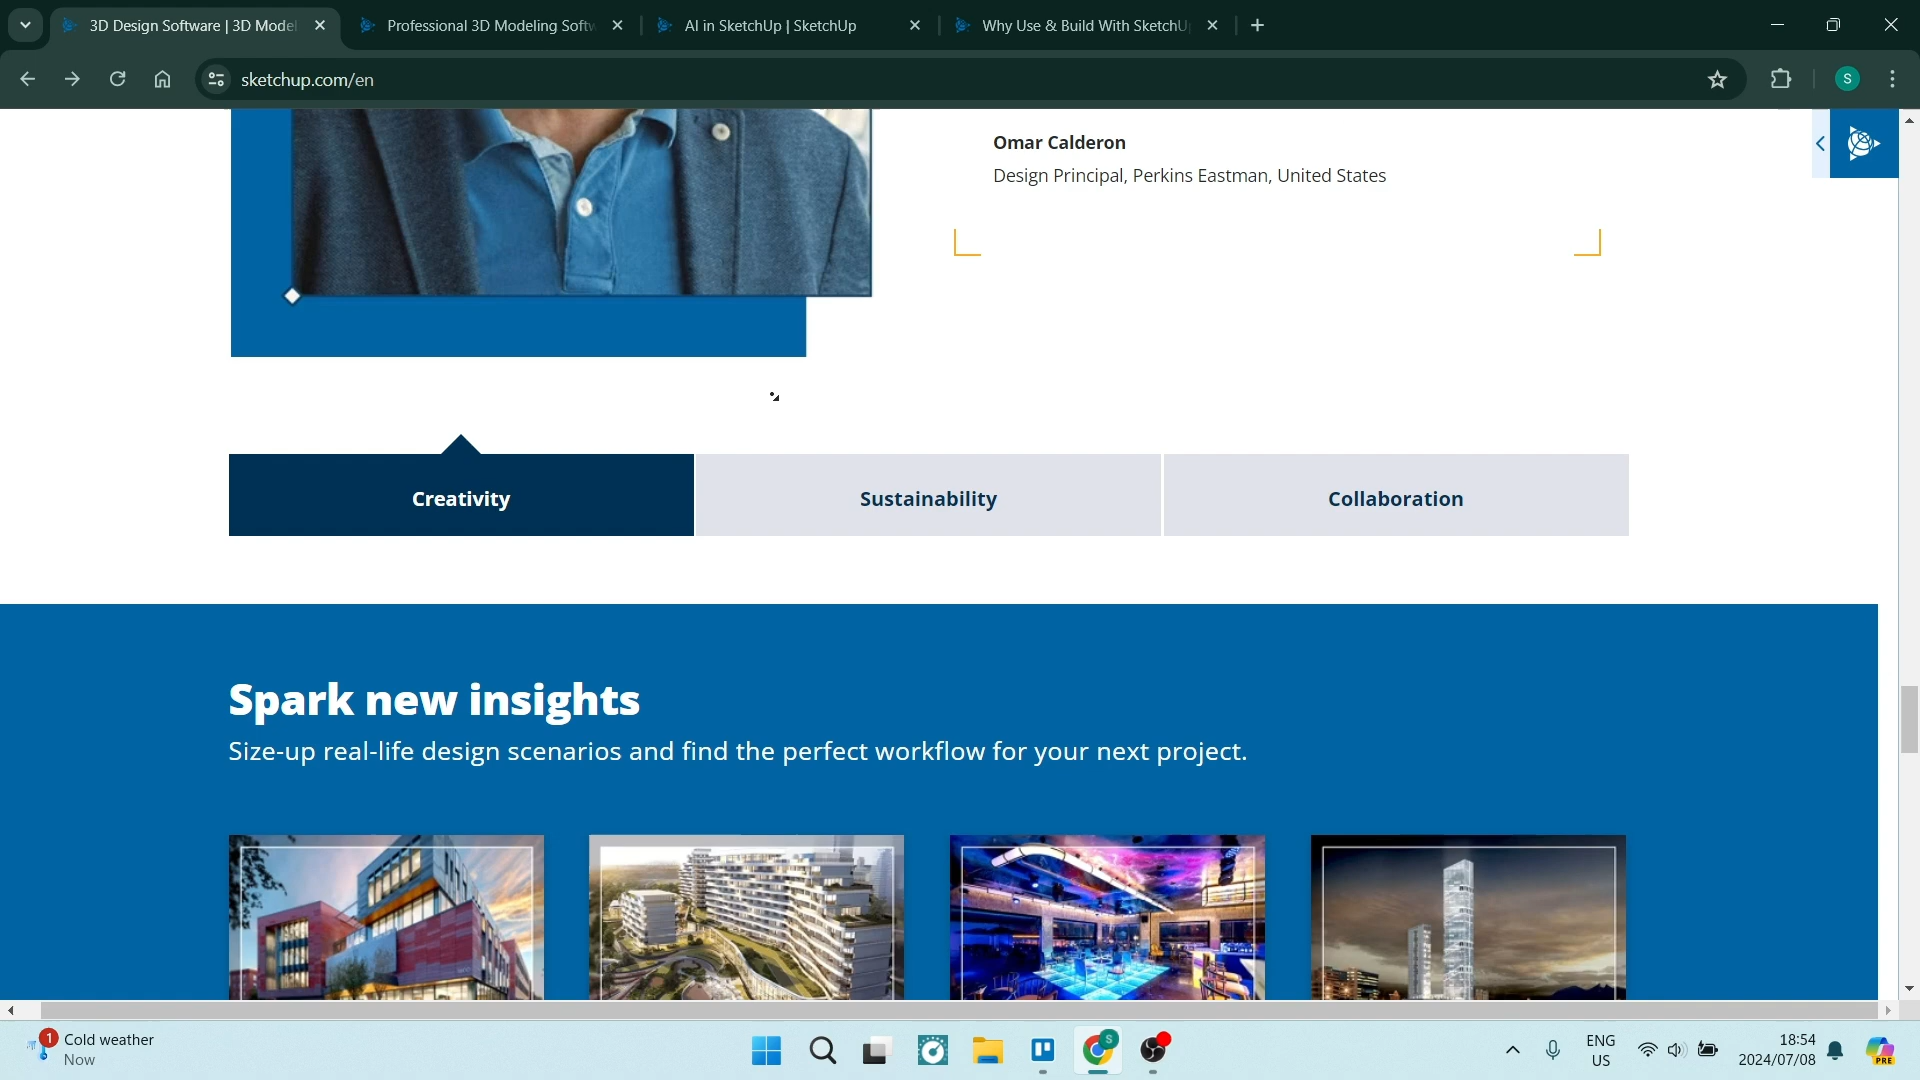 3D Design Software | 3D Model
Professional 3D Modeling Softw
AI in SketchUp | SketchUp
Why Use & Build With SketchU
sketchup.com/en
S
Omar Calderon
Design Principal, Perkins Eastman, United States
Creativity
Sustainability
Collaboration
Spark new insights
Size-up real-life design scenarios and find the perfect workflow for your next project.
1
Cold weather
Now
S
ENG
US
18:54
2024/07/08
PRE